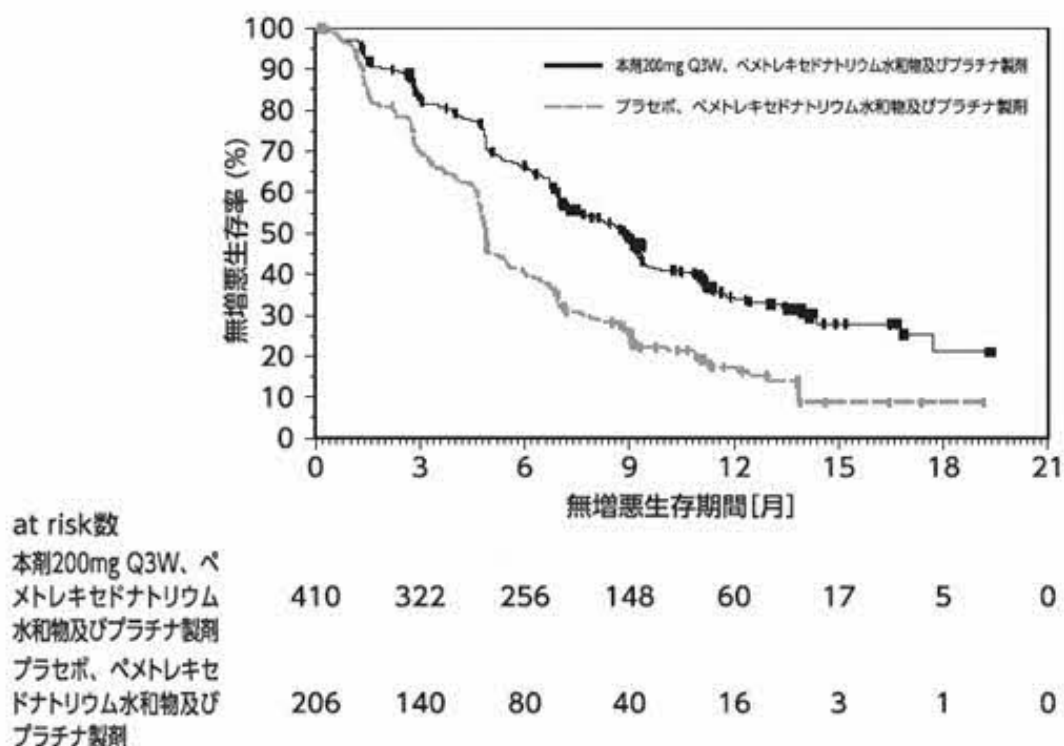 100
90
80
70
60
50
40
30
20
10
0
無増悪生存率 (%)
本剤200mg Q3W、ペメトレキセドナトリウム水和物及びプラチナ製剤
プラセボ、ペメトレキセドナトリウム水和物及びプラチナ製剤
0 3 6 9 12 15 18 21
無増悪生存期間[月]
at risk数
本剤200mg Q3W、ペ
メトレキセドナトリウム 410 322 256 148 60 17 5 0
水和物及びプラチナ製剤
プラセボ、ペメトレキセ
ドナトリウム水和物及び 206 140 80 40 16 3 1 0
プラチナ製剤